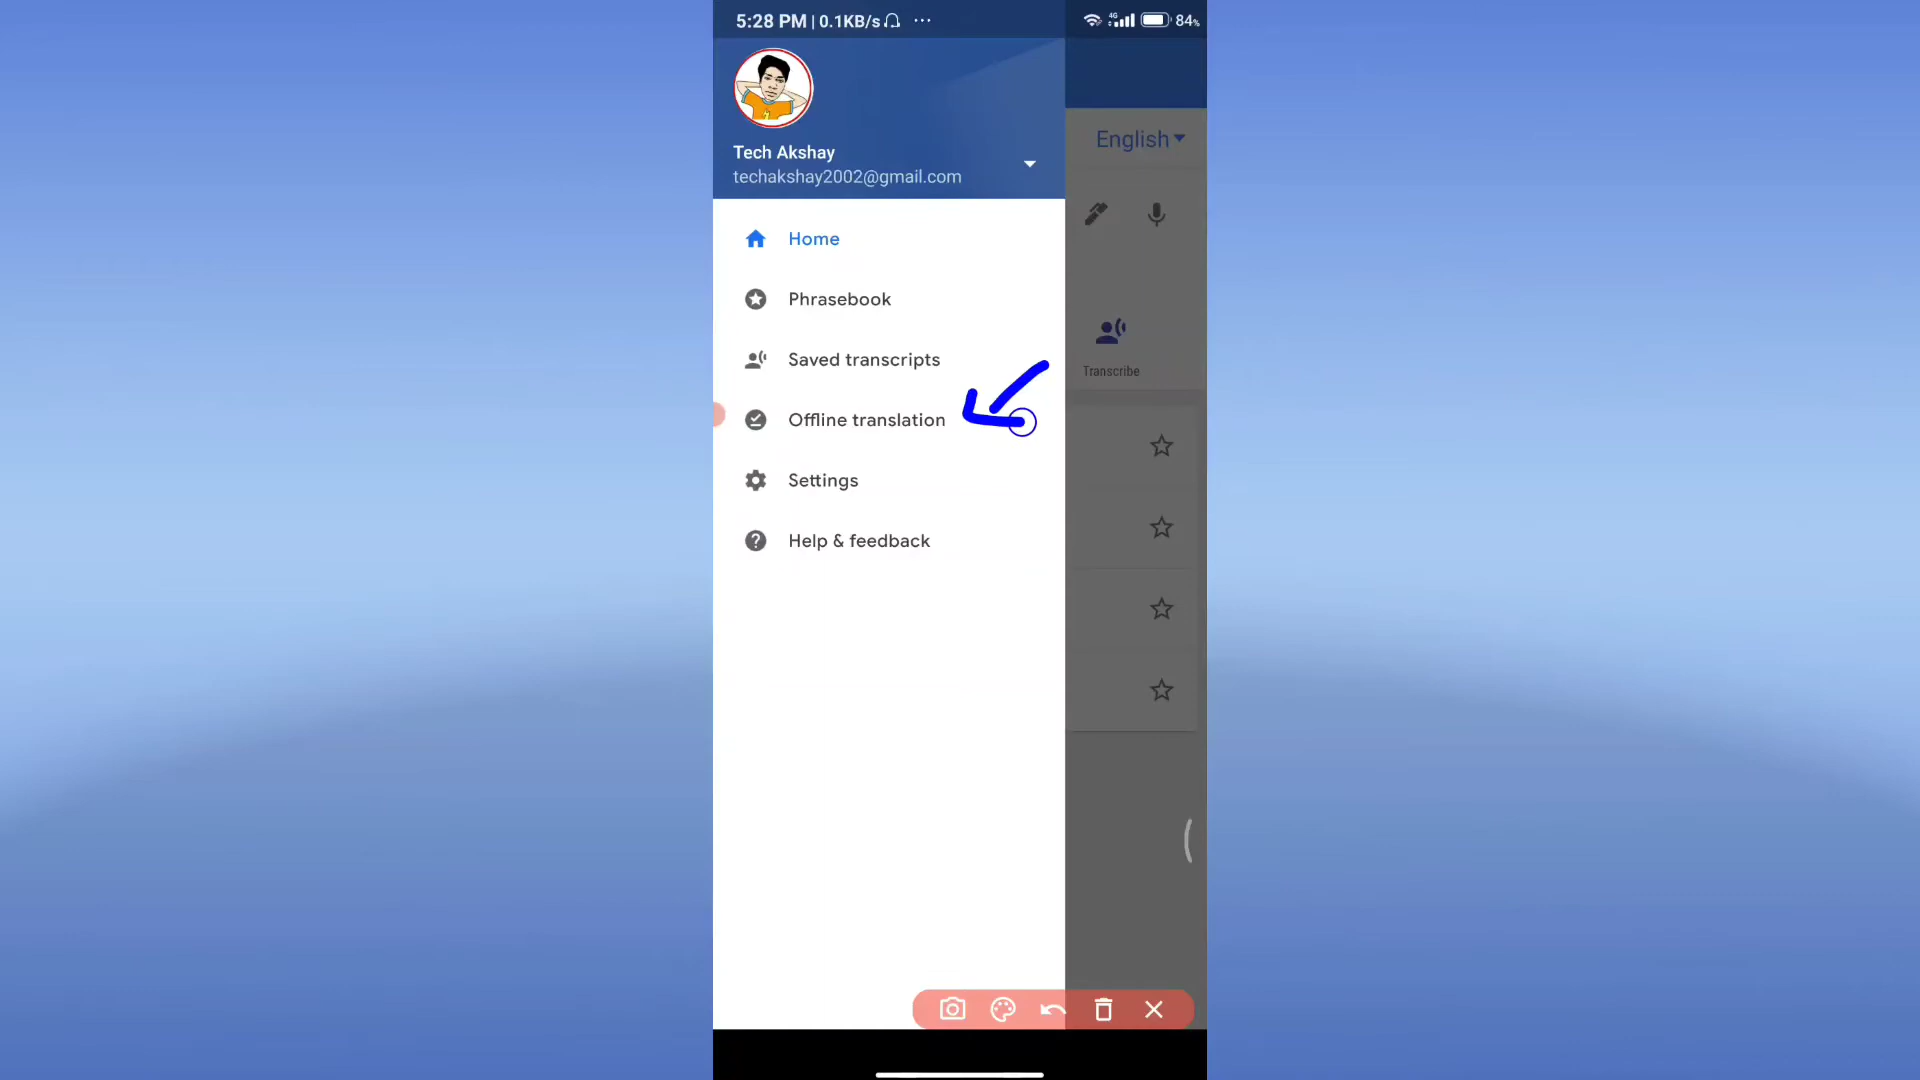 5:28 PM | 0.1KB/s ... 4G 84%
Tech Akshay
techakshay2002@gmail.com
English
Home
Phrasebook
Saved transcripts
Transcribe
Offline translation
Settings
Help & feedback